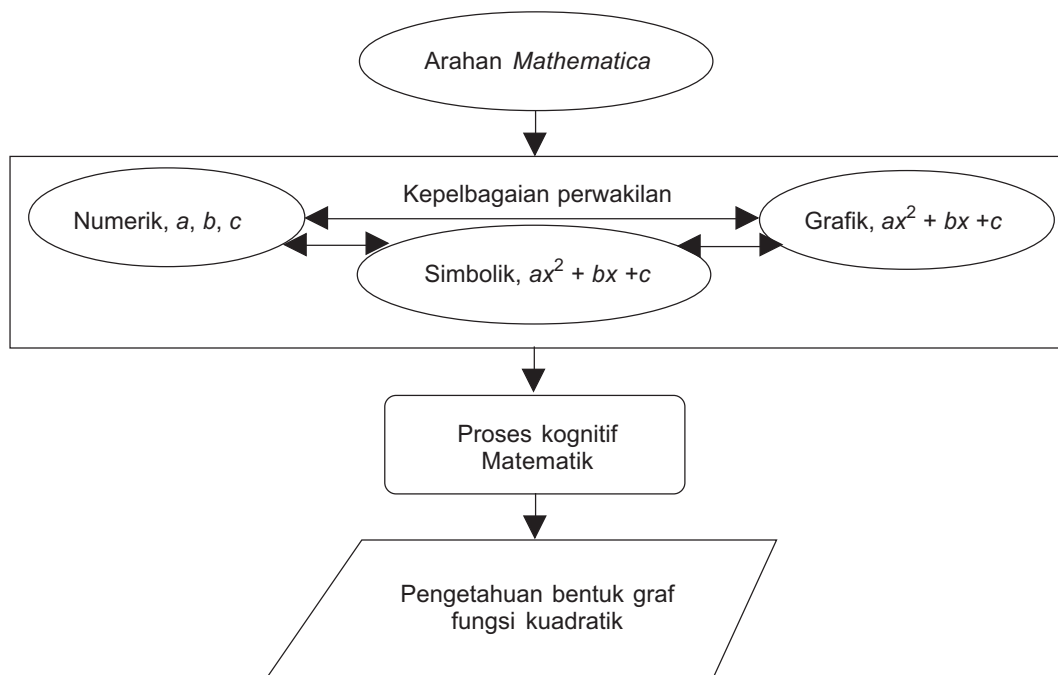 Arahan Mathematica
Kepelbagaian perwakilan
Numerik, a, b, c
Grafik, ax² + bx +c
Simbolik, ax² + bx +c
Proses kognitif
Matematik
Pengetahuan bentuk graf
fungsi kuadratik